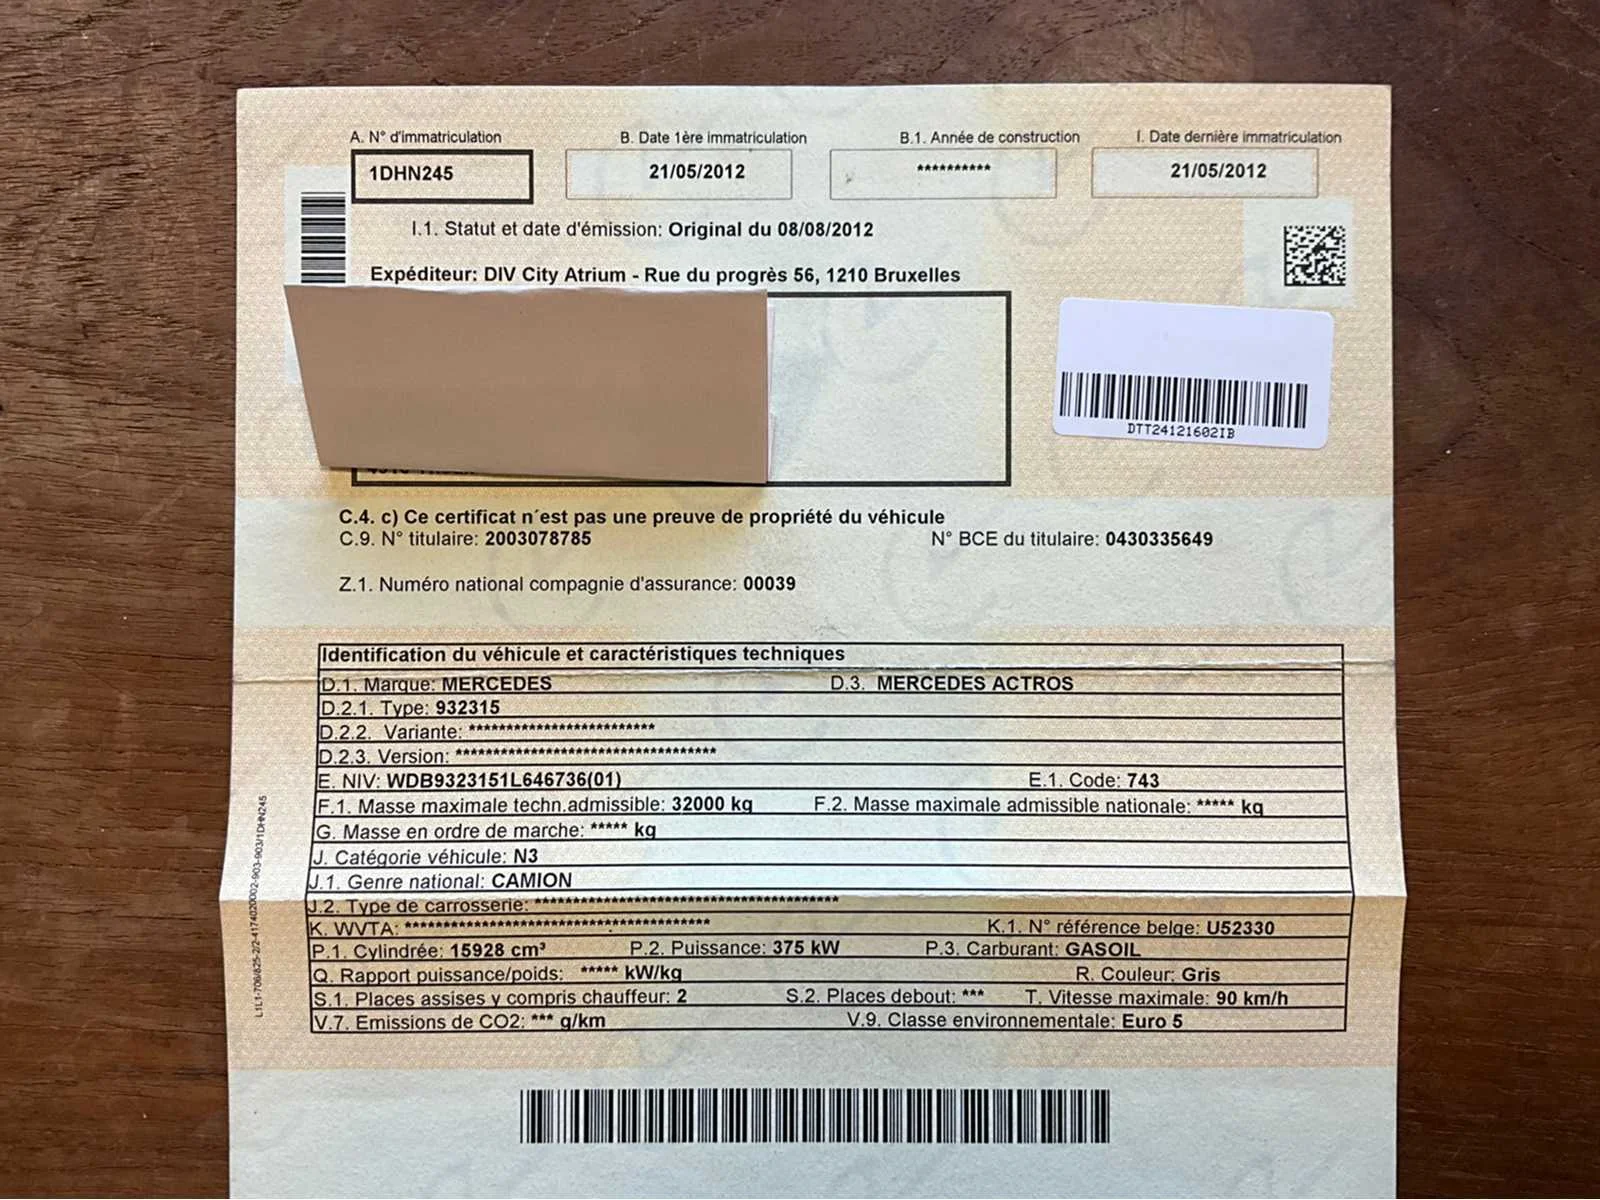 A. N° d'immatriculation B. Date 1ère immatriculation B.1. Année de construction I. Date dernière immatriculation
1DHN245 21/05/2012 ********** 21/05/2012
I.1. Statut et date d'émission: Original du 08/08/2012
Expéditeur: DIV City Atrium - Rue du progrès 56, 1210 Bruxelles
DTT24121602IB
C.4. c) Ce certificat n´est pas une preuve de propriété du véhicule
C.9. N° titulaire: 2003078785 N° BCE du titulaire: 0430335649
Z.1. Numéro national compagnie d'assurance: 00039
Identification du véhicule et caractéristiques techniques
D.1. Marque: MERCEDES D.3. MERCEDES ACTROS
D.2.1. Type: 932315
D.2.2. Variante: *************************
D.2.3. Version: ***********************************
E. NIV: WDB9323151L646736(01) E.1. Code: 743
F.1. Masse maximale techn.admissible: 32000 kg F.2. Masse maximale admissible nationale: ***** kg
G. Masse en ordre de marche: ***** kg
J. Catégorie véhicule: N3
J.1. Genre national: CAMION
J.2. Type de carrosserie: *****************************************
K. WVTA: ***************************************** K.1. N° référence belge: U52330
P.1. Cylindrée: 15928 cm³ P.2. Puissance: 375 kW P.3. Carburant: GASOIL
Q. Rapport puissance/poids: ***** kW/kg R. Couleur: Gris
S.1. Places assises y compris chauffeur: 2 S.2. Places debout: *** T. Vitesse maximale: 90 km/h
V.7. Emissions de CO2: *** g/km V.9. Classe environnementale: Euro 5